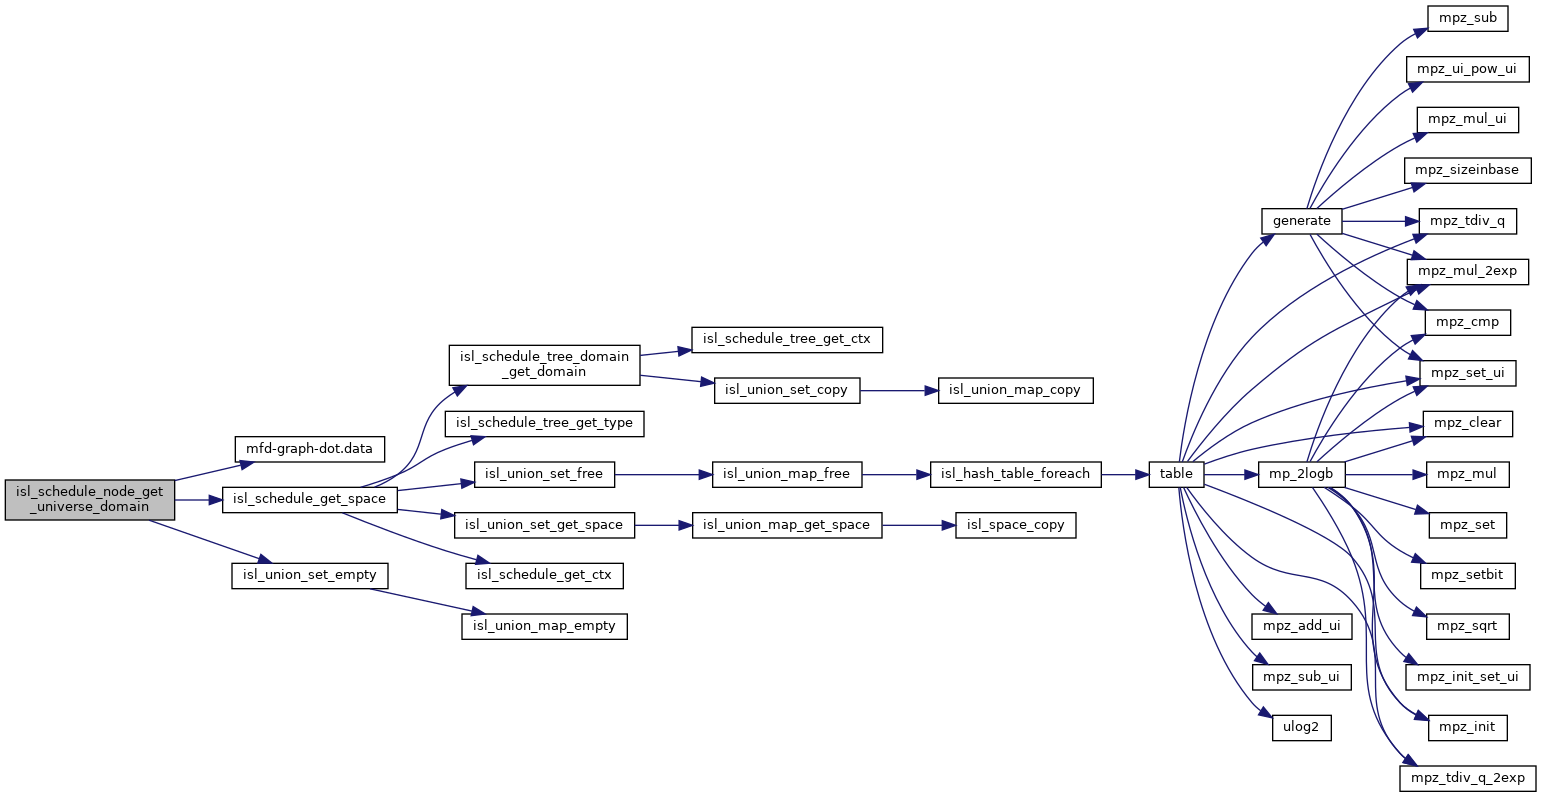 mpz_sub
mpz_ui_pow_ui
mpz_mul_ui
mpz_sizeinbase
generate
mpz_tdiv_q
mpz_mul_2exp
mpz_cmp
isl_schedule_tree_get_ctx
isl_schedule_tree_domain
_get_domain
mpz_set_ui
isl_union_set_copy
isl_union_map_copy
isl_schedule_tree_get_type
mpz_clear
mfd-graph-dot.data
isl_union_set_free
isl_union_map_free
isl_hash_table_foreach
table
mp_2logb
mpz_mul
isl_schedule_node_get
_universe_domain
isl_schedule_get_space
isl_union_set_get_space
isl_union_map_get_space
isl_space_copy
mpz_set
isl_union_set_empty
isl_schedule_get_ctx
mpz_setbit
isl_union_map_empty
mpz_add_ui
mpz_sqrt
mpz_sub_ui
mpz_init_set_ui
ulog2
mpz_init
mpz_tdiv_q_2exp